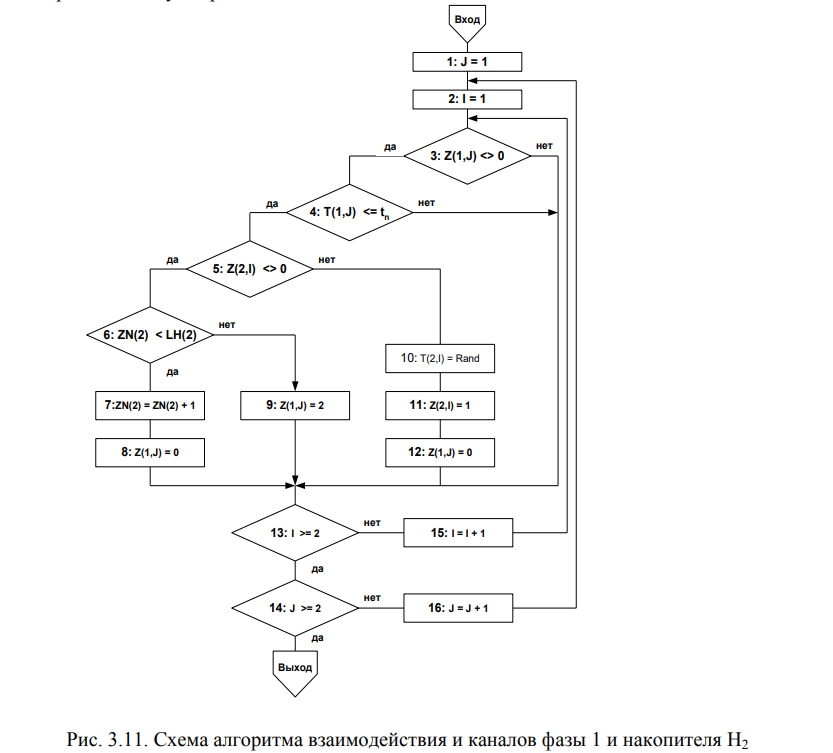 Вход
1: J = 1
2: I = 1
да
3: Z(1,J) <> 0
нет
да
4: T(1,J) <= tn
нет
да
5: Z(2,I) <> 0
нет
6: ZN(2) < LH(2)
нет
да
10: T(2,I) = Rand
7:ZN(2) = ZN(2) + 1
9: Z(1,J) = 2
11: Z(2,I) = 1
8: Z(1,J) = 0
12: Z(1,J) = 0
13: I >= 2
нет
15: I = I + 1
да
14: J >= 2
нет
16: J = J + 1
да
Выход
Рис. 3.11. Схема алгоритма взаимодействия и каналов фазы 1 и накопителя Н2